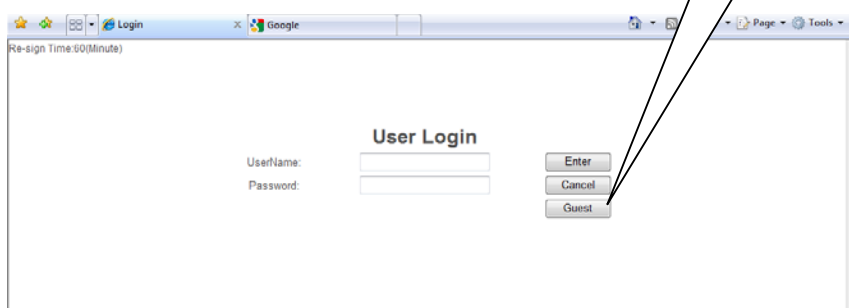 Login Google Page Tools
Re-sign Time:60(Minute)
User Login
UserName: Enter
Password: Cancel
Guest